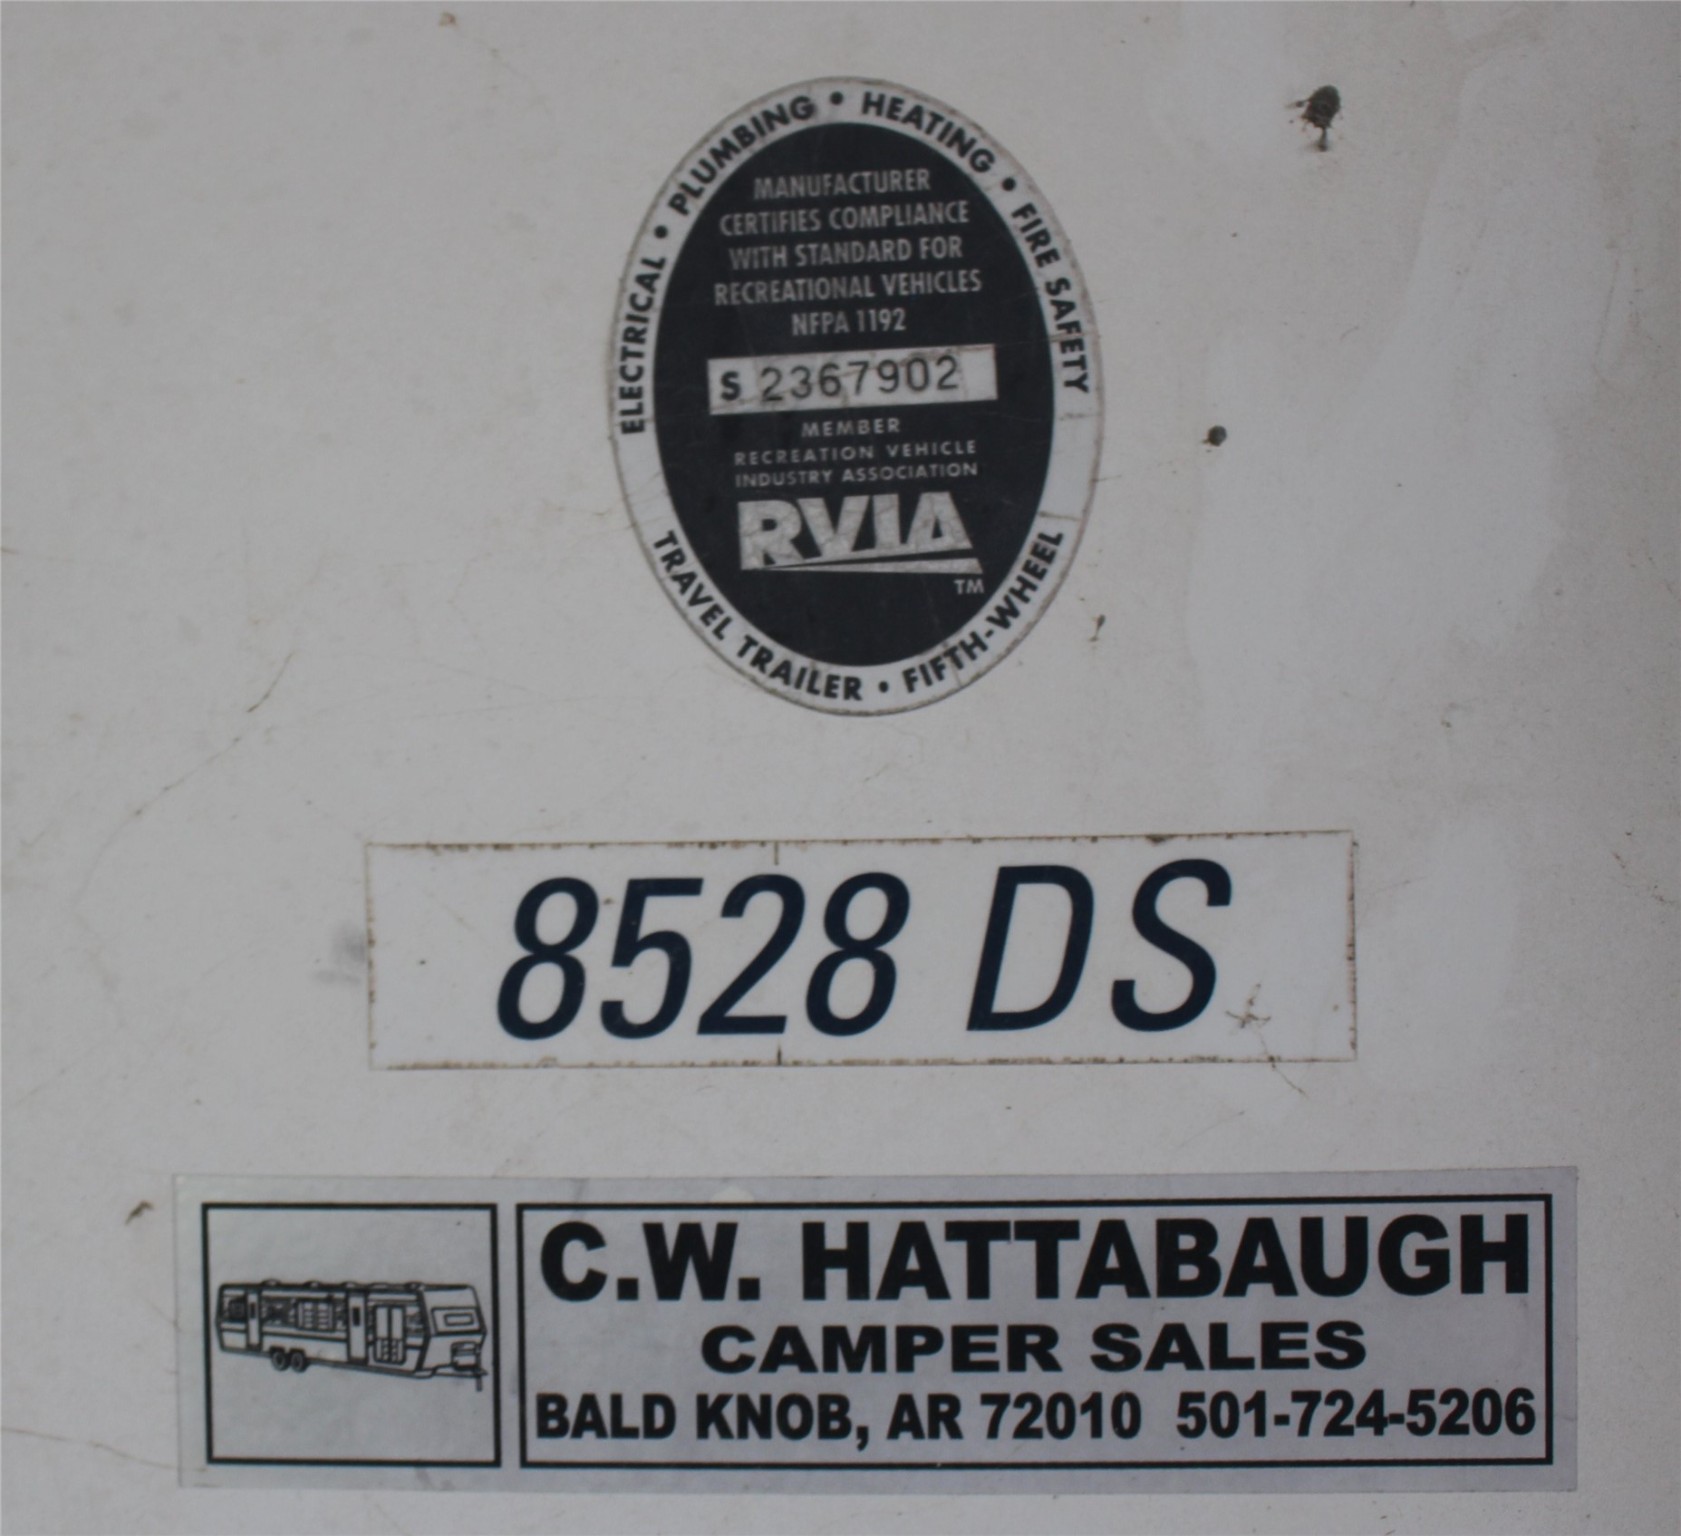 ELECTRICAL • PLUMBING • HEATING • FIRE SAFETY
MANUFACTURER
CERTIFIES COMPLIANCE
WITH STANDARD FOR
RECREATIONAL VEHICLES
NFPA 1192
S 2367902
MEMBER
RECREATION VEHICLE
INDUSTRY ASSOCIATION
RVIA
TM
TRAVEL TRAILER • FIFTH-WHEEL
8528 DS
C.W. HATTABAUGH
CAMPER SALES
BALD KNOB, AR 72010 501-724-5206